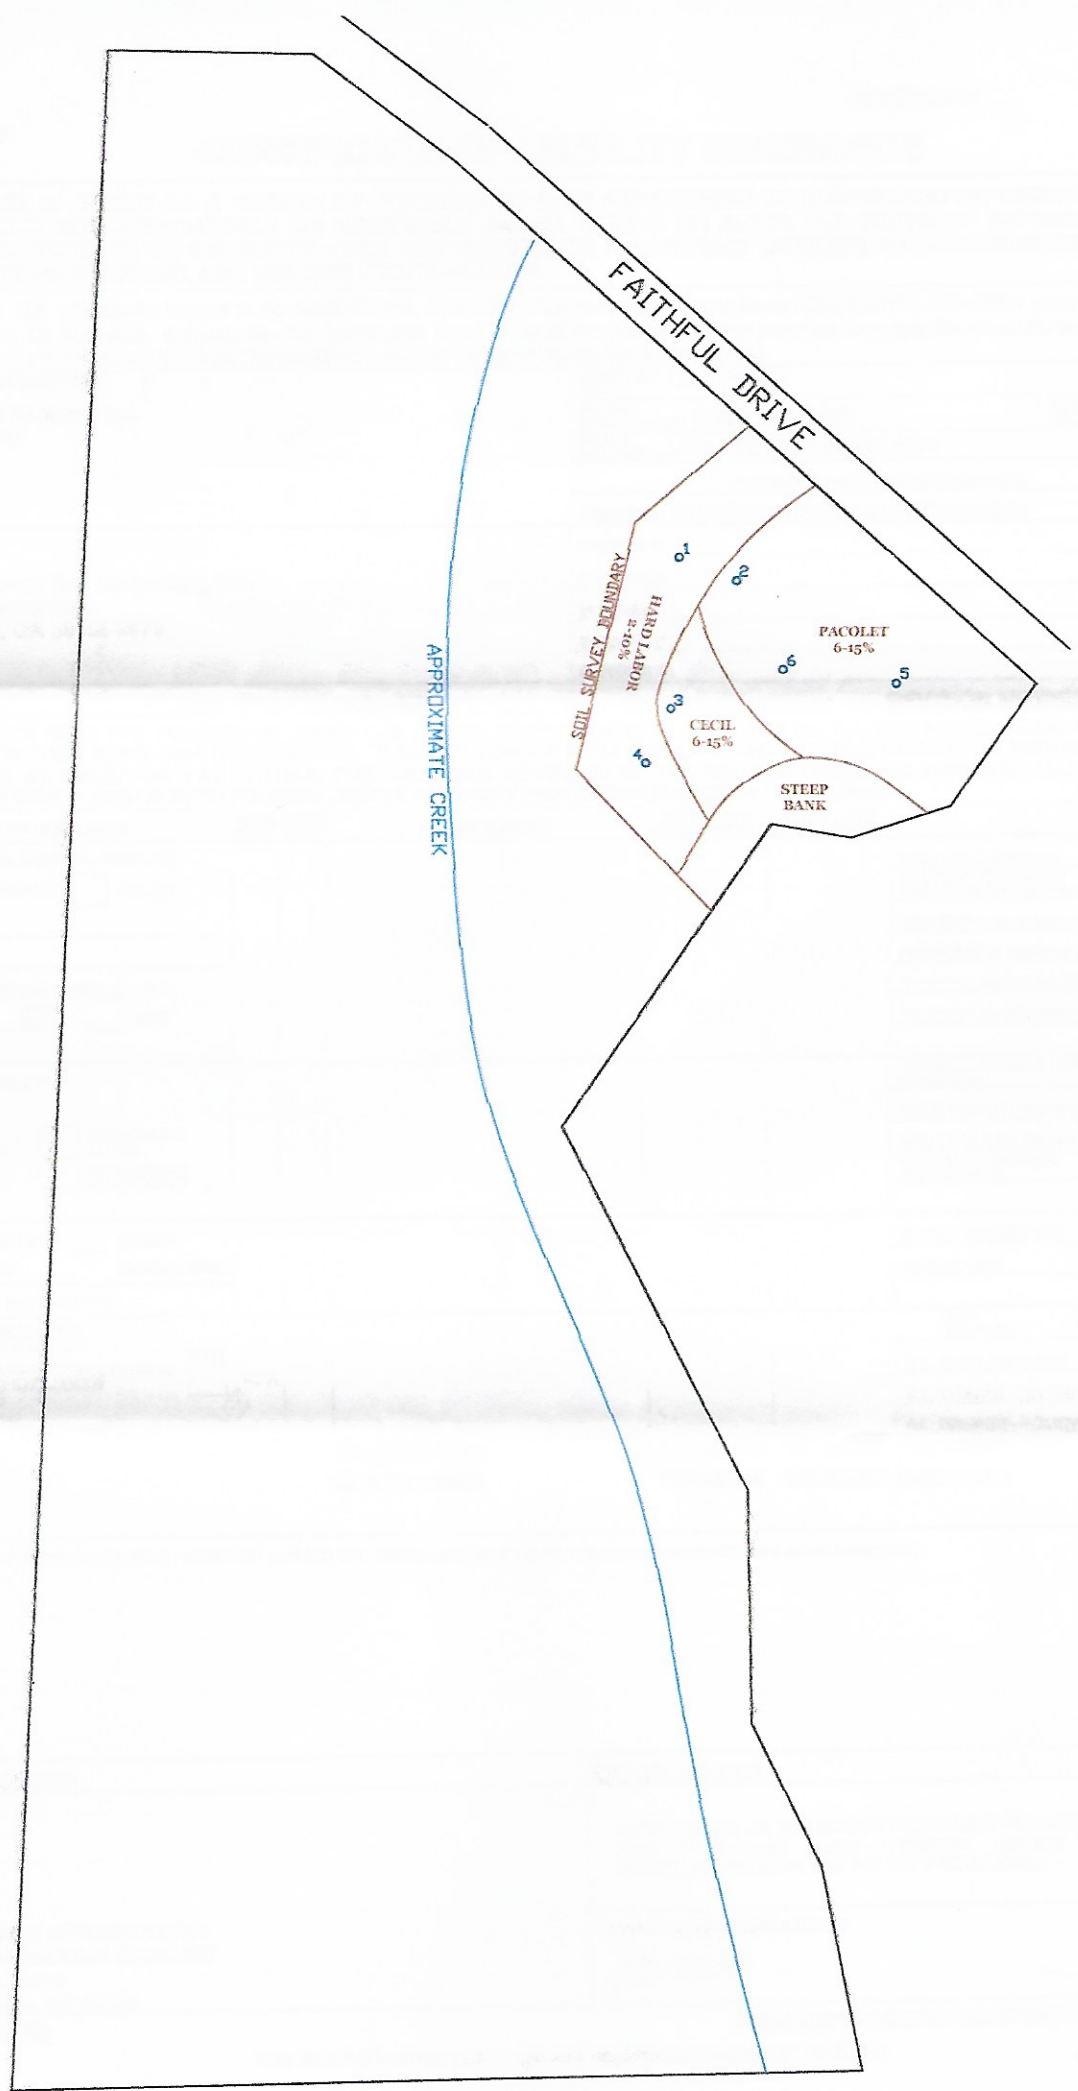 FAITHFUL DRIVE
1
2
SOIL SURVEY BOUNDARY
HARD LABOR
2-10%
PACOLET
6-15%
6
5
3
CECIL
6-15%
4
STEEP
BANK
APPROXIMATE CREEK